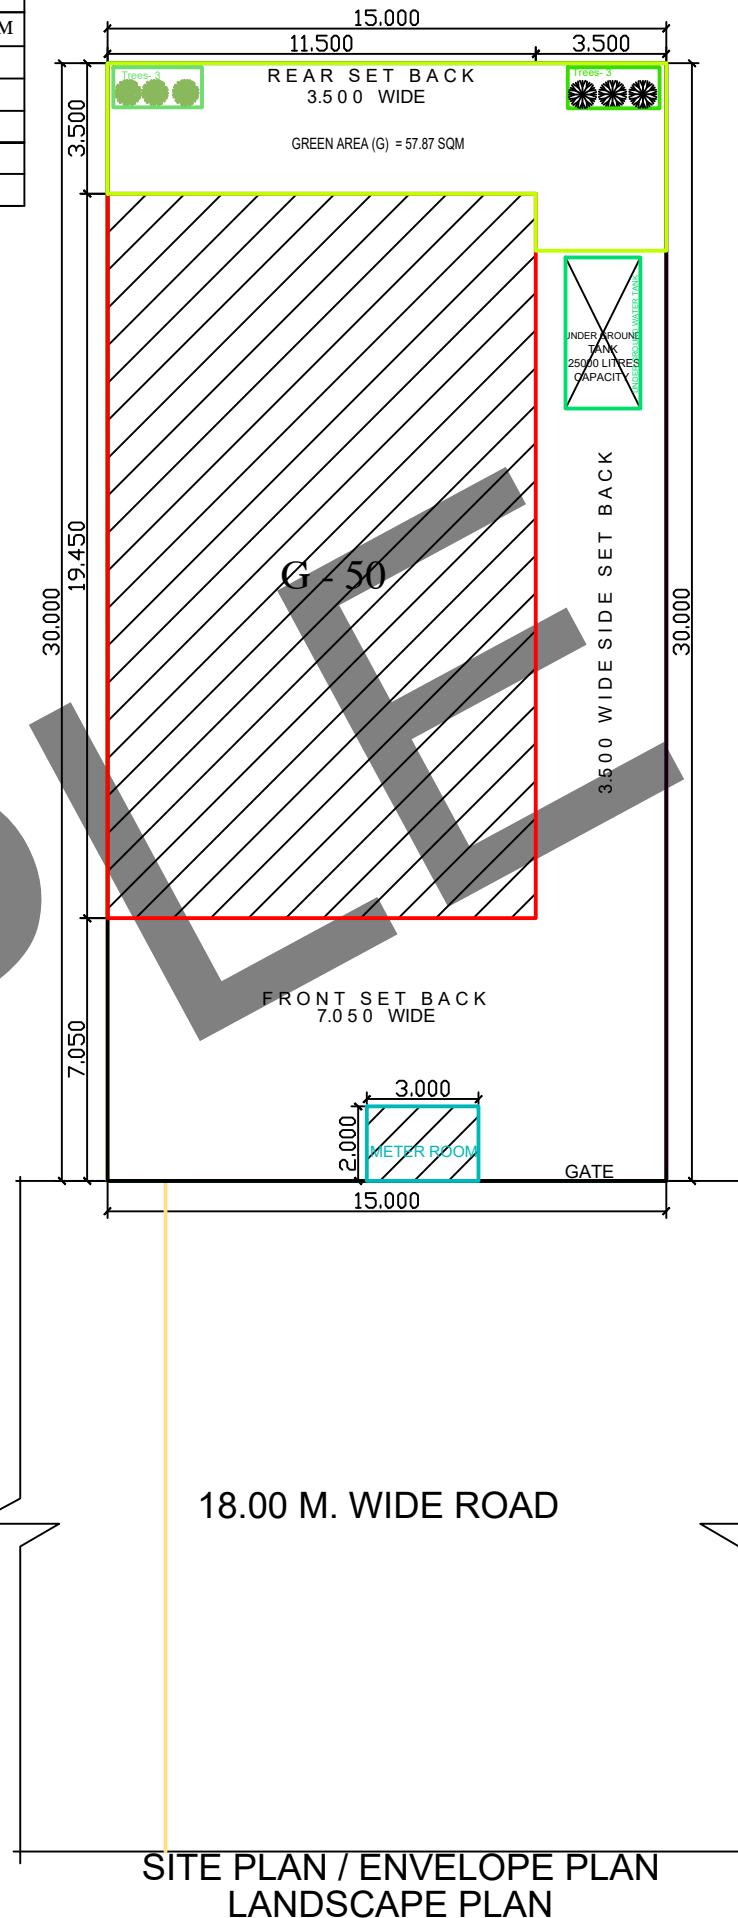 M
15.000
11.500
3.500
Trees- 3
REAR SET BACK
3.500 WIDE
Trees- 3
3.500
GREEN AREA (G) = 57.87 SQM
UNDER GROUND
TANK
25000 LITRES
CAPACITY
UNDERGROUND WATER TANK
3.500 WIDE SIDE SET BACK
19.450
30.000
30.000
G - 50
PLE
FRONT SET BACK
7.050 WIDE
7.050
3.000
2.000
METER ROOM
GATE
15.000
18.00 M. WIDE ROAD
SITE PLAN / ENVELOPE PLAN
LANDSCAPE PLAN